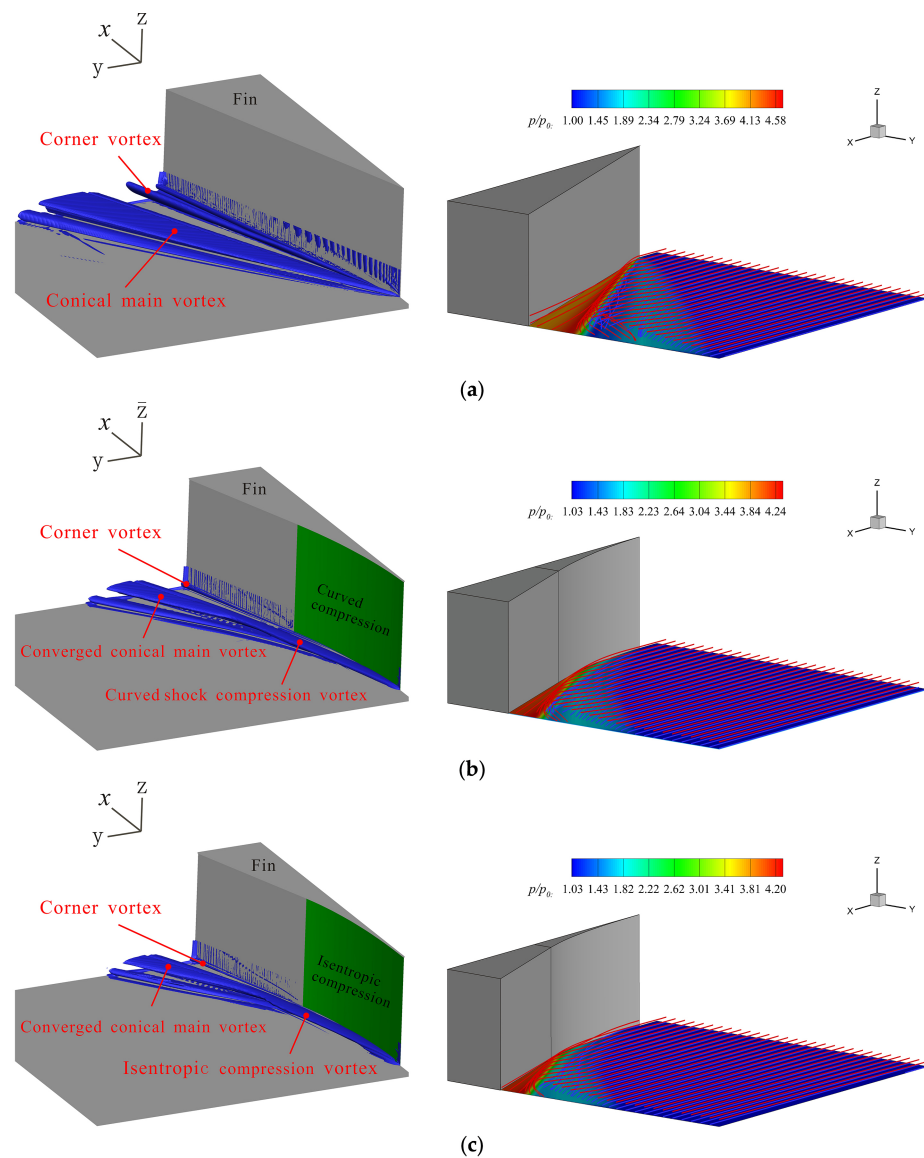 x
z
y
Fin
Corner vortex
Conical main vortex
p/p₀:
1.00 1.45 1.89 2.34 2.79 3.24 3.69 4.13 4.58
Z
X
Y
(a)
x
z̄
y
Fin
Corner vortex
Curved
compression
Converged conical main vortex
Curved shock compression vortex
p/p₀:
1.03 1.43 1.83 2.23 2.64 3.04 3.44 3.84 4.24
Z
X
Y
(b)
x
z
y
Fin
Corner vortex
Isentropic
compression
Converged conical main vortex
Isentropic compression vortex
p/p₀:
1.03 1.43 1.82 2.22 2.62 3.01 3.41 3.81 4.20
Z
X
Y
(c)